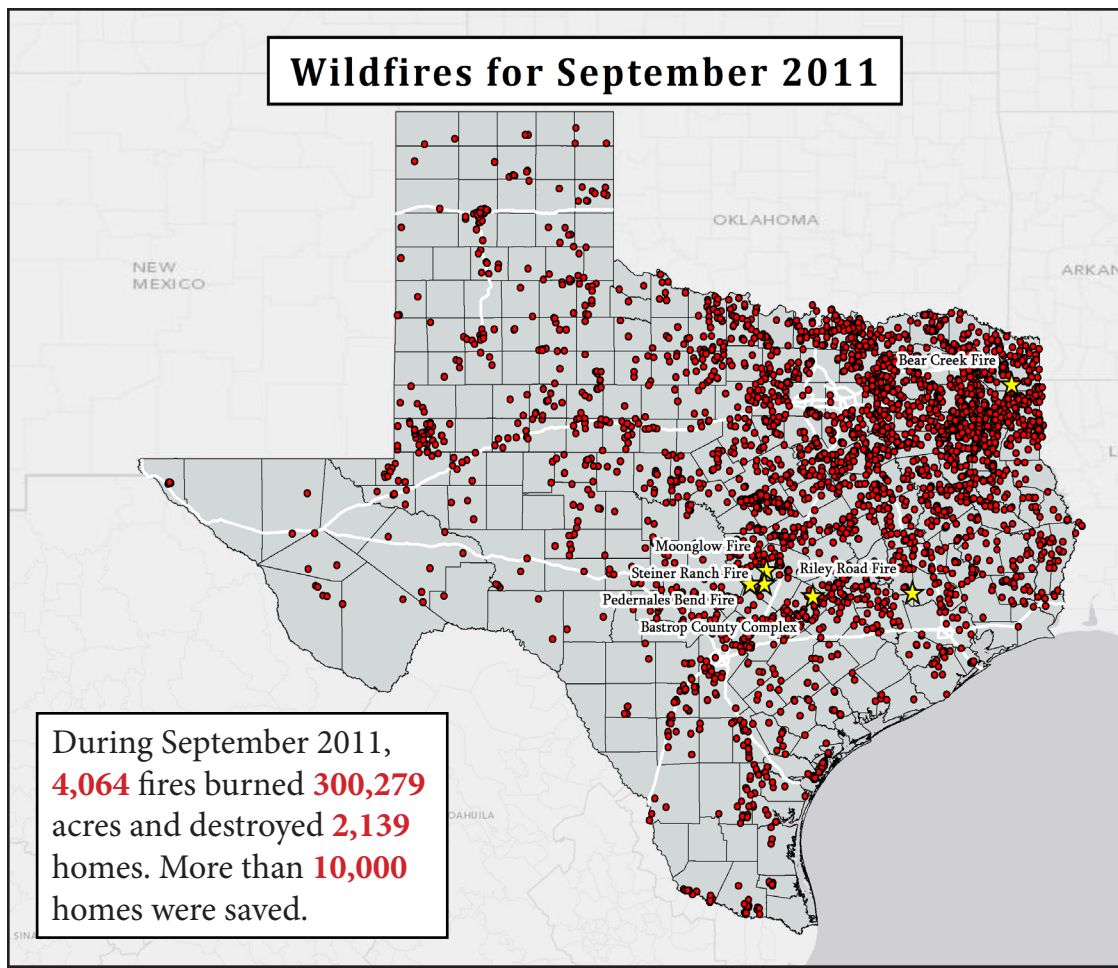 Wildfires for September 2011
OKLAHOMA
NEW
MEXICO
ARKAN
Bear Creek Fire
L
Moonglow Fire
Steiner Ranch Fire
Riley Road Fire
Pedernales Bend Fire
Bastrop County Complex
During September 2011,
4,064 fires burned 300,279
acres and destroyed 2,139
homes. More than 10,000
homes were saved.
OAHUILA
SINA